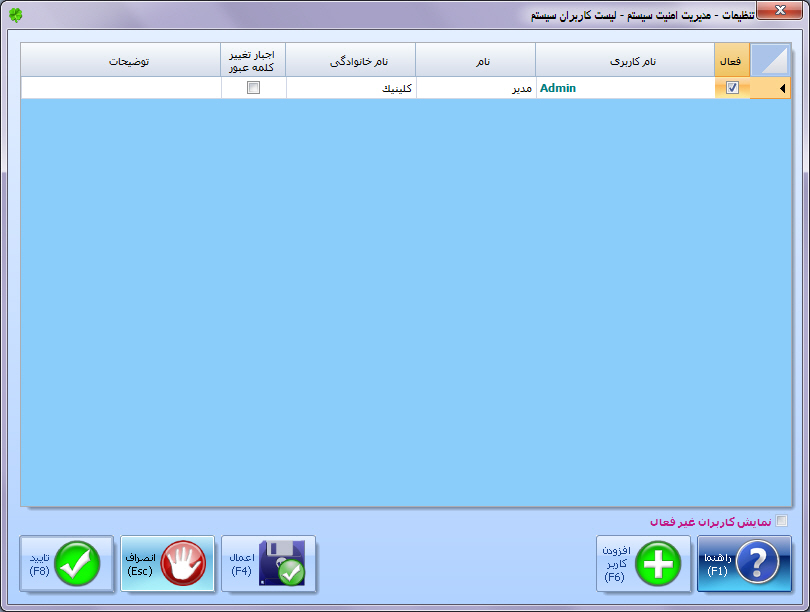 تنظیمات - مدیریت امنیت سیستم - لیست کاربران سیستم
فعال
نام کاربری
نام
نام خانوادگی
اجبار تغییر
کلمه عبور
توضیحات
Admin
مدیر
کلینیك
نمایش کاربران غیر فعال
راهنما
(F1)
افزودن
کاربر
(F6)
اعمال
(F4)
انصراف
(Esc)
تایید
(F8)